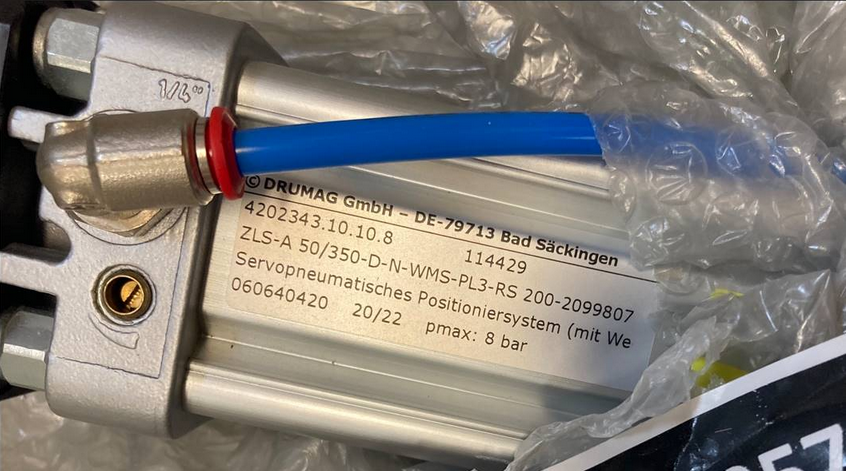 1/4"
© DRUMAG GmbH – DE-79713 Bad Säckingen
4202343.10.10.8 114429
ZLS-A 50/350-D-N-WMS-PL3-RS 200-2099807
Servopneumatisches Positioniersystem (mit We
060640420 20/22 pmax: 8 bar